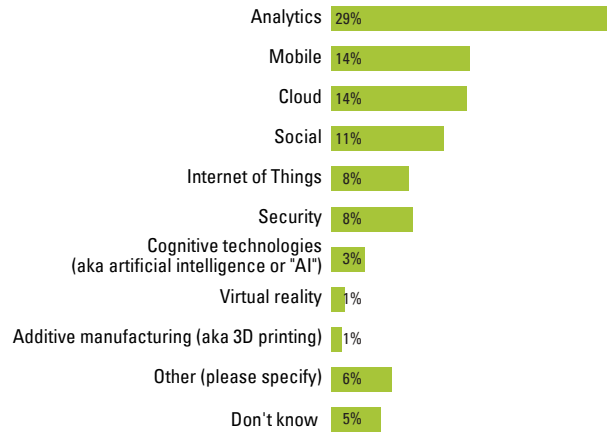 Analytics 29%
Mobile 14%
Cloud 14%
Social 11%
Internet of Things 8%
Security 8%
Cognitive technologies
(aka artificial intelligence or "AI") 3%
Virtual reality 1%
Additive manufacturing (aka 3D printing) 1%
Other (please specify) 6%
Don't know 5%